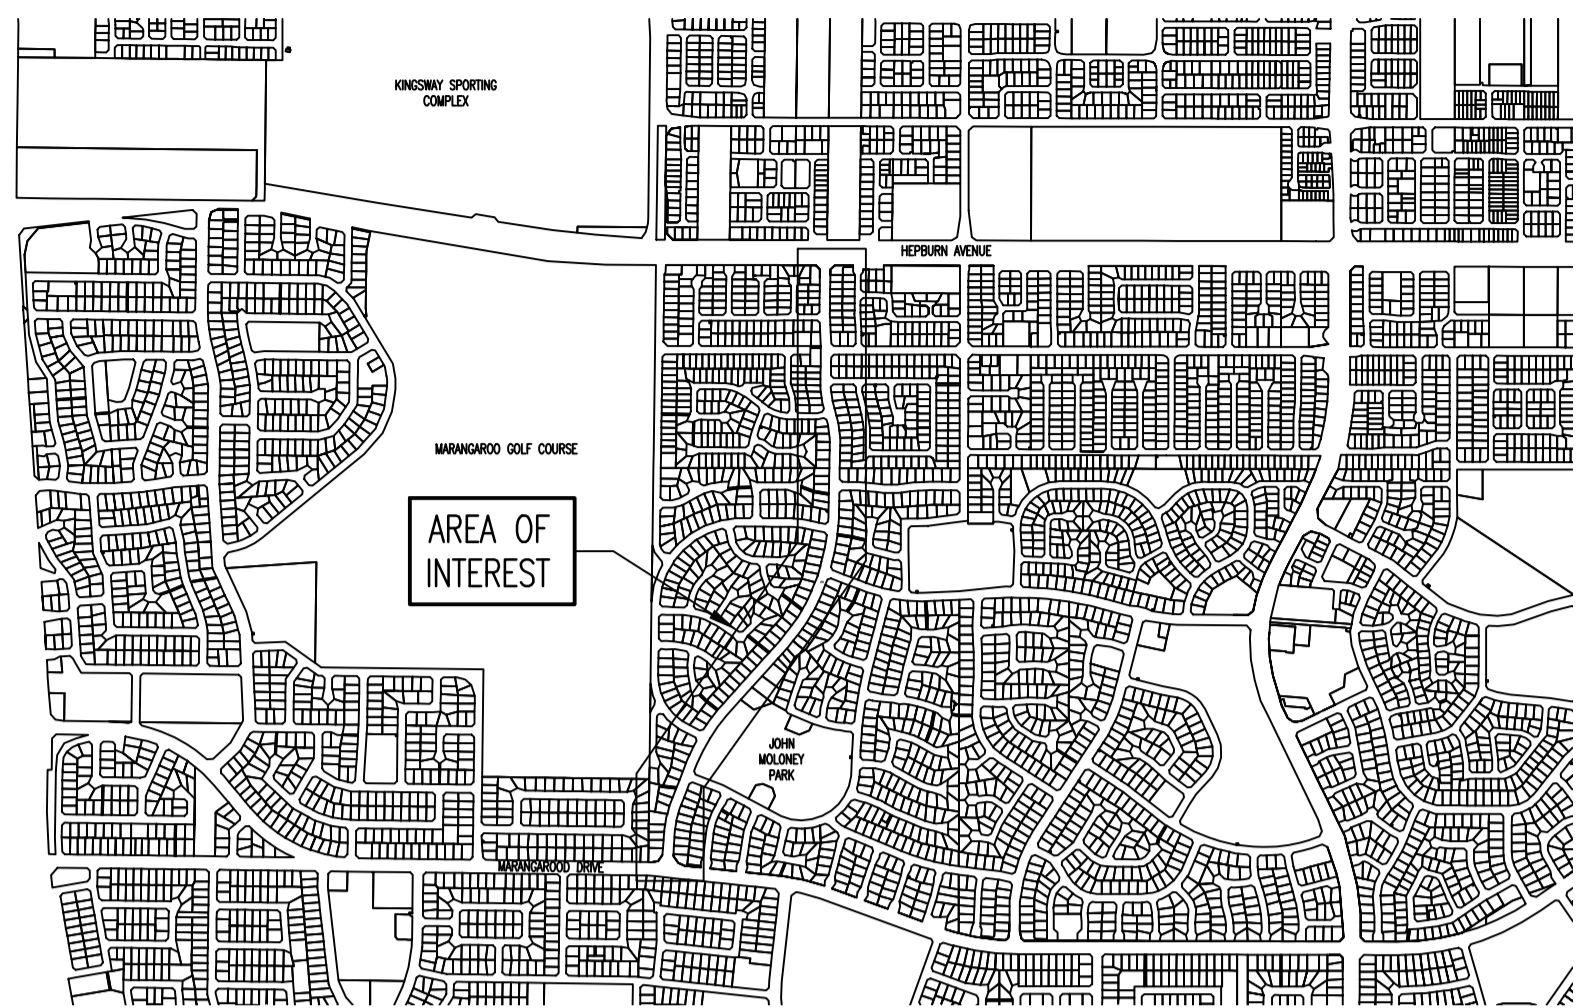 KINGSWAY SPORTING
COMPLEX
HEPBURN AVENUE
MARANGAROO GOLF COURSE
AREA OF
INTEREST
JOHN
MOLONEY
PARK
MARANGAROOD DRIVE